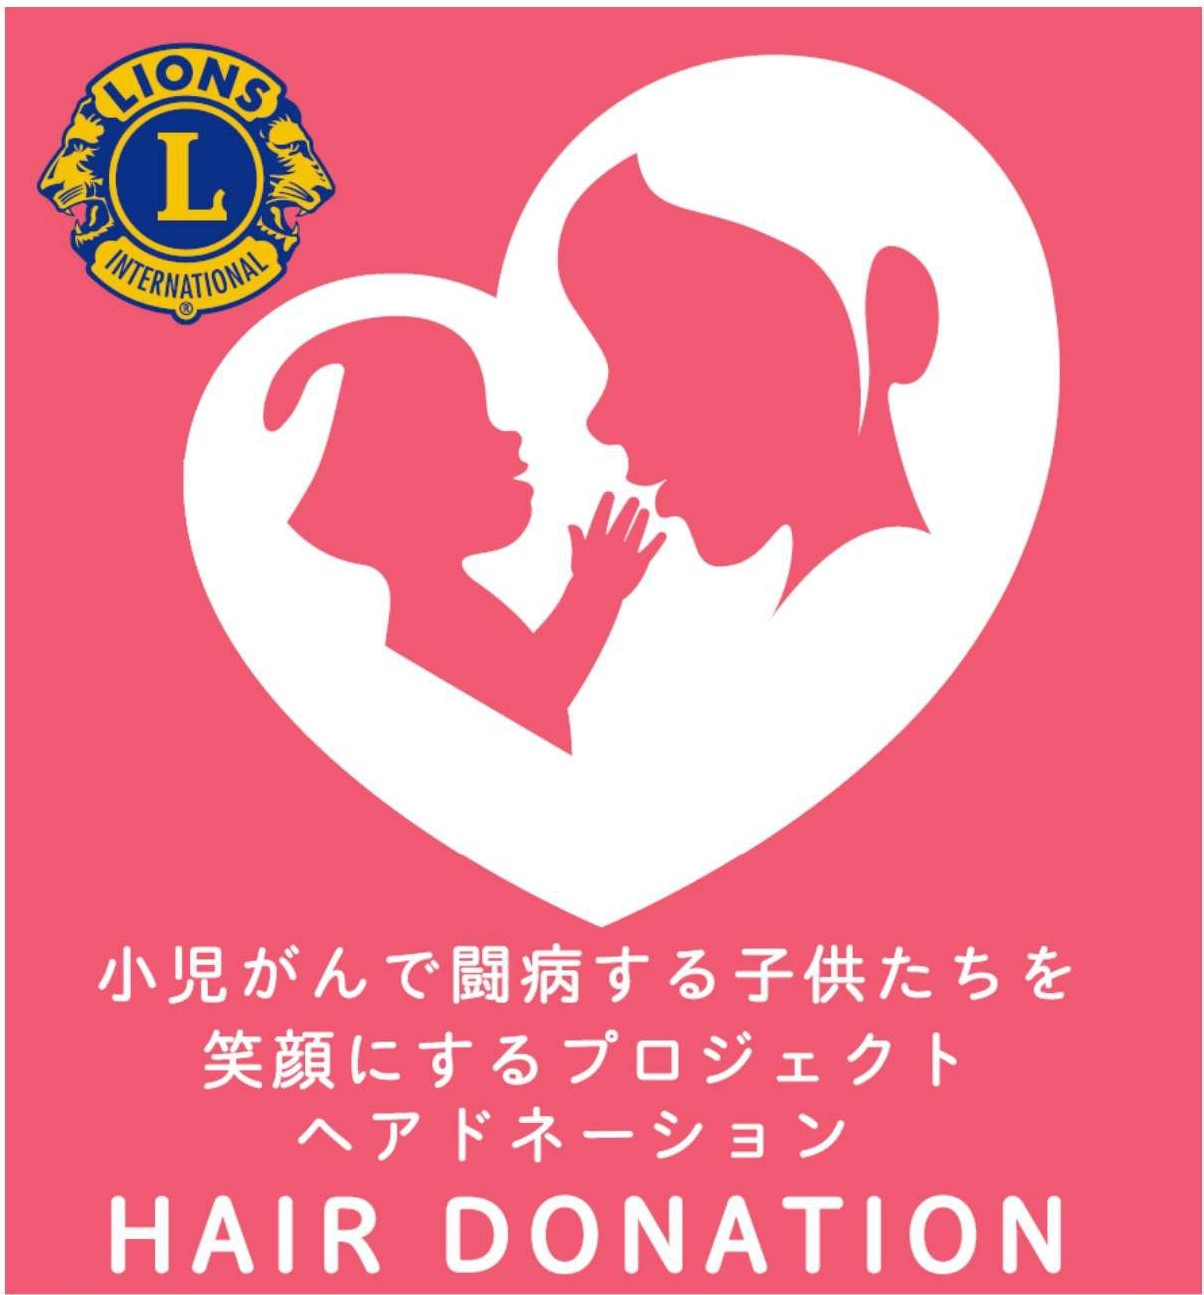 LIONS
L
INTERNATIONAL
®
小児がんで闘病する子供たちを
笑顔にするプロジェクト
ヘアドネーション
HAIR DONATION